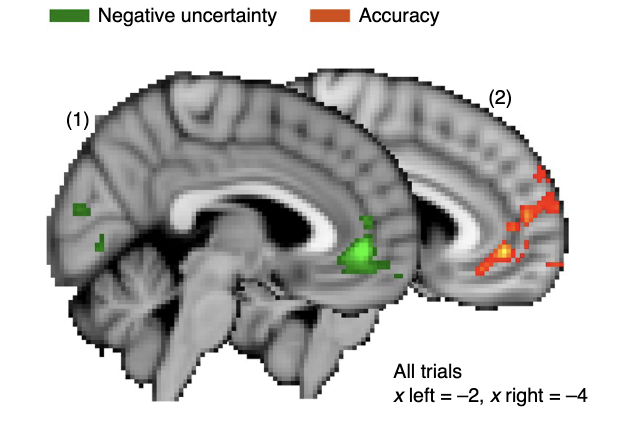 Negative uncertainty Accuracy
(1)
(2)
All trials
x left = –2, x right = –4